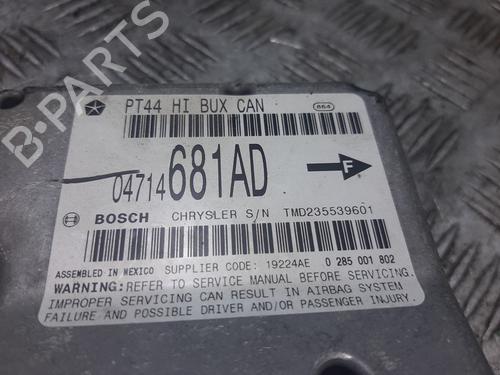 PT44 HI BUX CAN
864
04714681AD
F
BOSCH CHRYSLER S/N TMD235539601
ASSEMBLED IN MEXICO SUPPLIER CODE: 19224AE 0 285 001 802
WARNING: REFER TO SERVICE MANUAL BEFORE SERVICING.
IMPROPER SERVICING CAN RESULT IN AIRBAG SYSTEM
FAILURE AND POSSIBLE DRIVER AND/OR PASSENGER INJURY.
B-PARTS